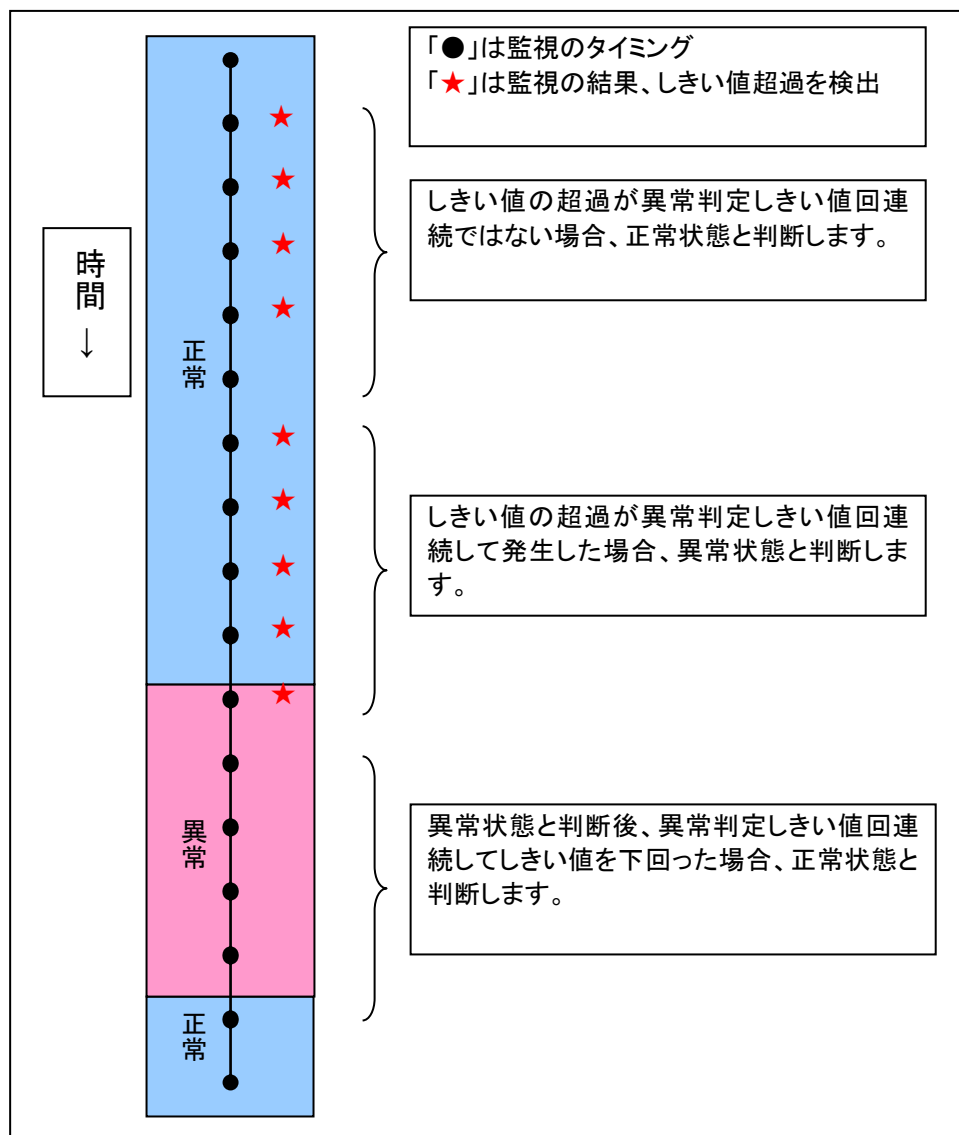 「●」は監視のタイミング
「★」は監視の結果、しきい値超過を検出
しきい値の超過が異常判定しきい値回連
続ではない場合、正常状態と判断します。
時間
↓
正常
しきい値の超過が異常判定しきい値回連
続して発生した場合、異常状態と判断しま
す。
異常
異常状態と判断後、異常判定しきい値回連
続してしきい値を下回った場合、正常状態と
判断します。
正常